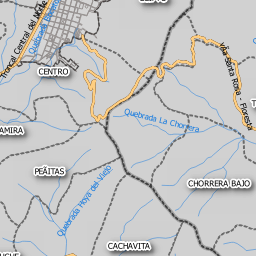 Troncal Central del Norte
Vía Santa Rosa - Floresta
CENTRO
Quebrada La Chorrera
PEÑITAS
Quebrada Hoya del Viejo
CHORRERA BAJO
CACHAVITA